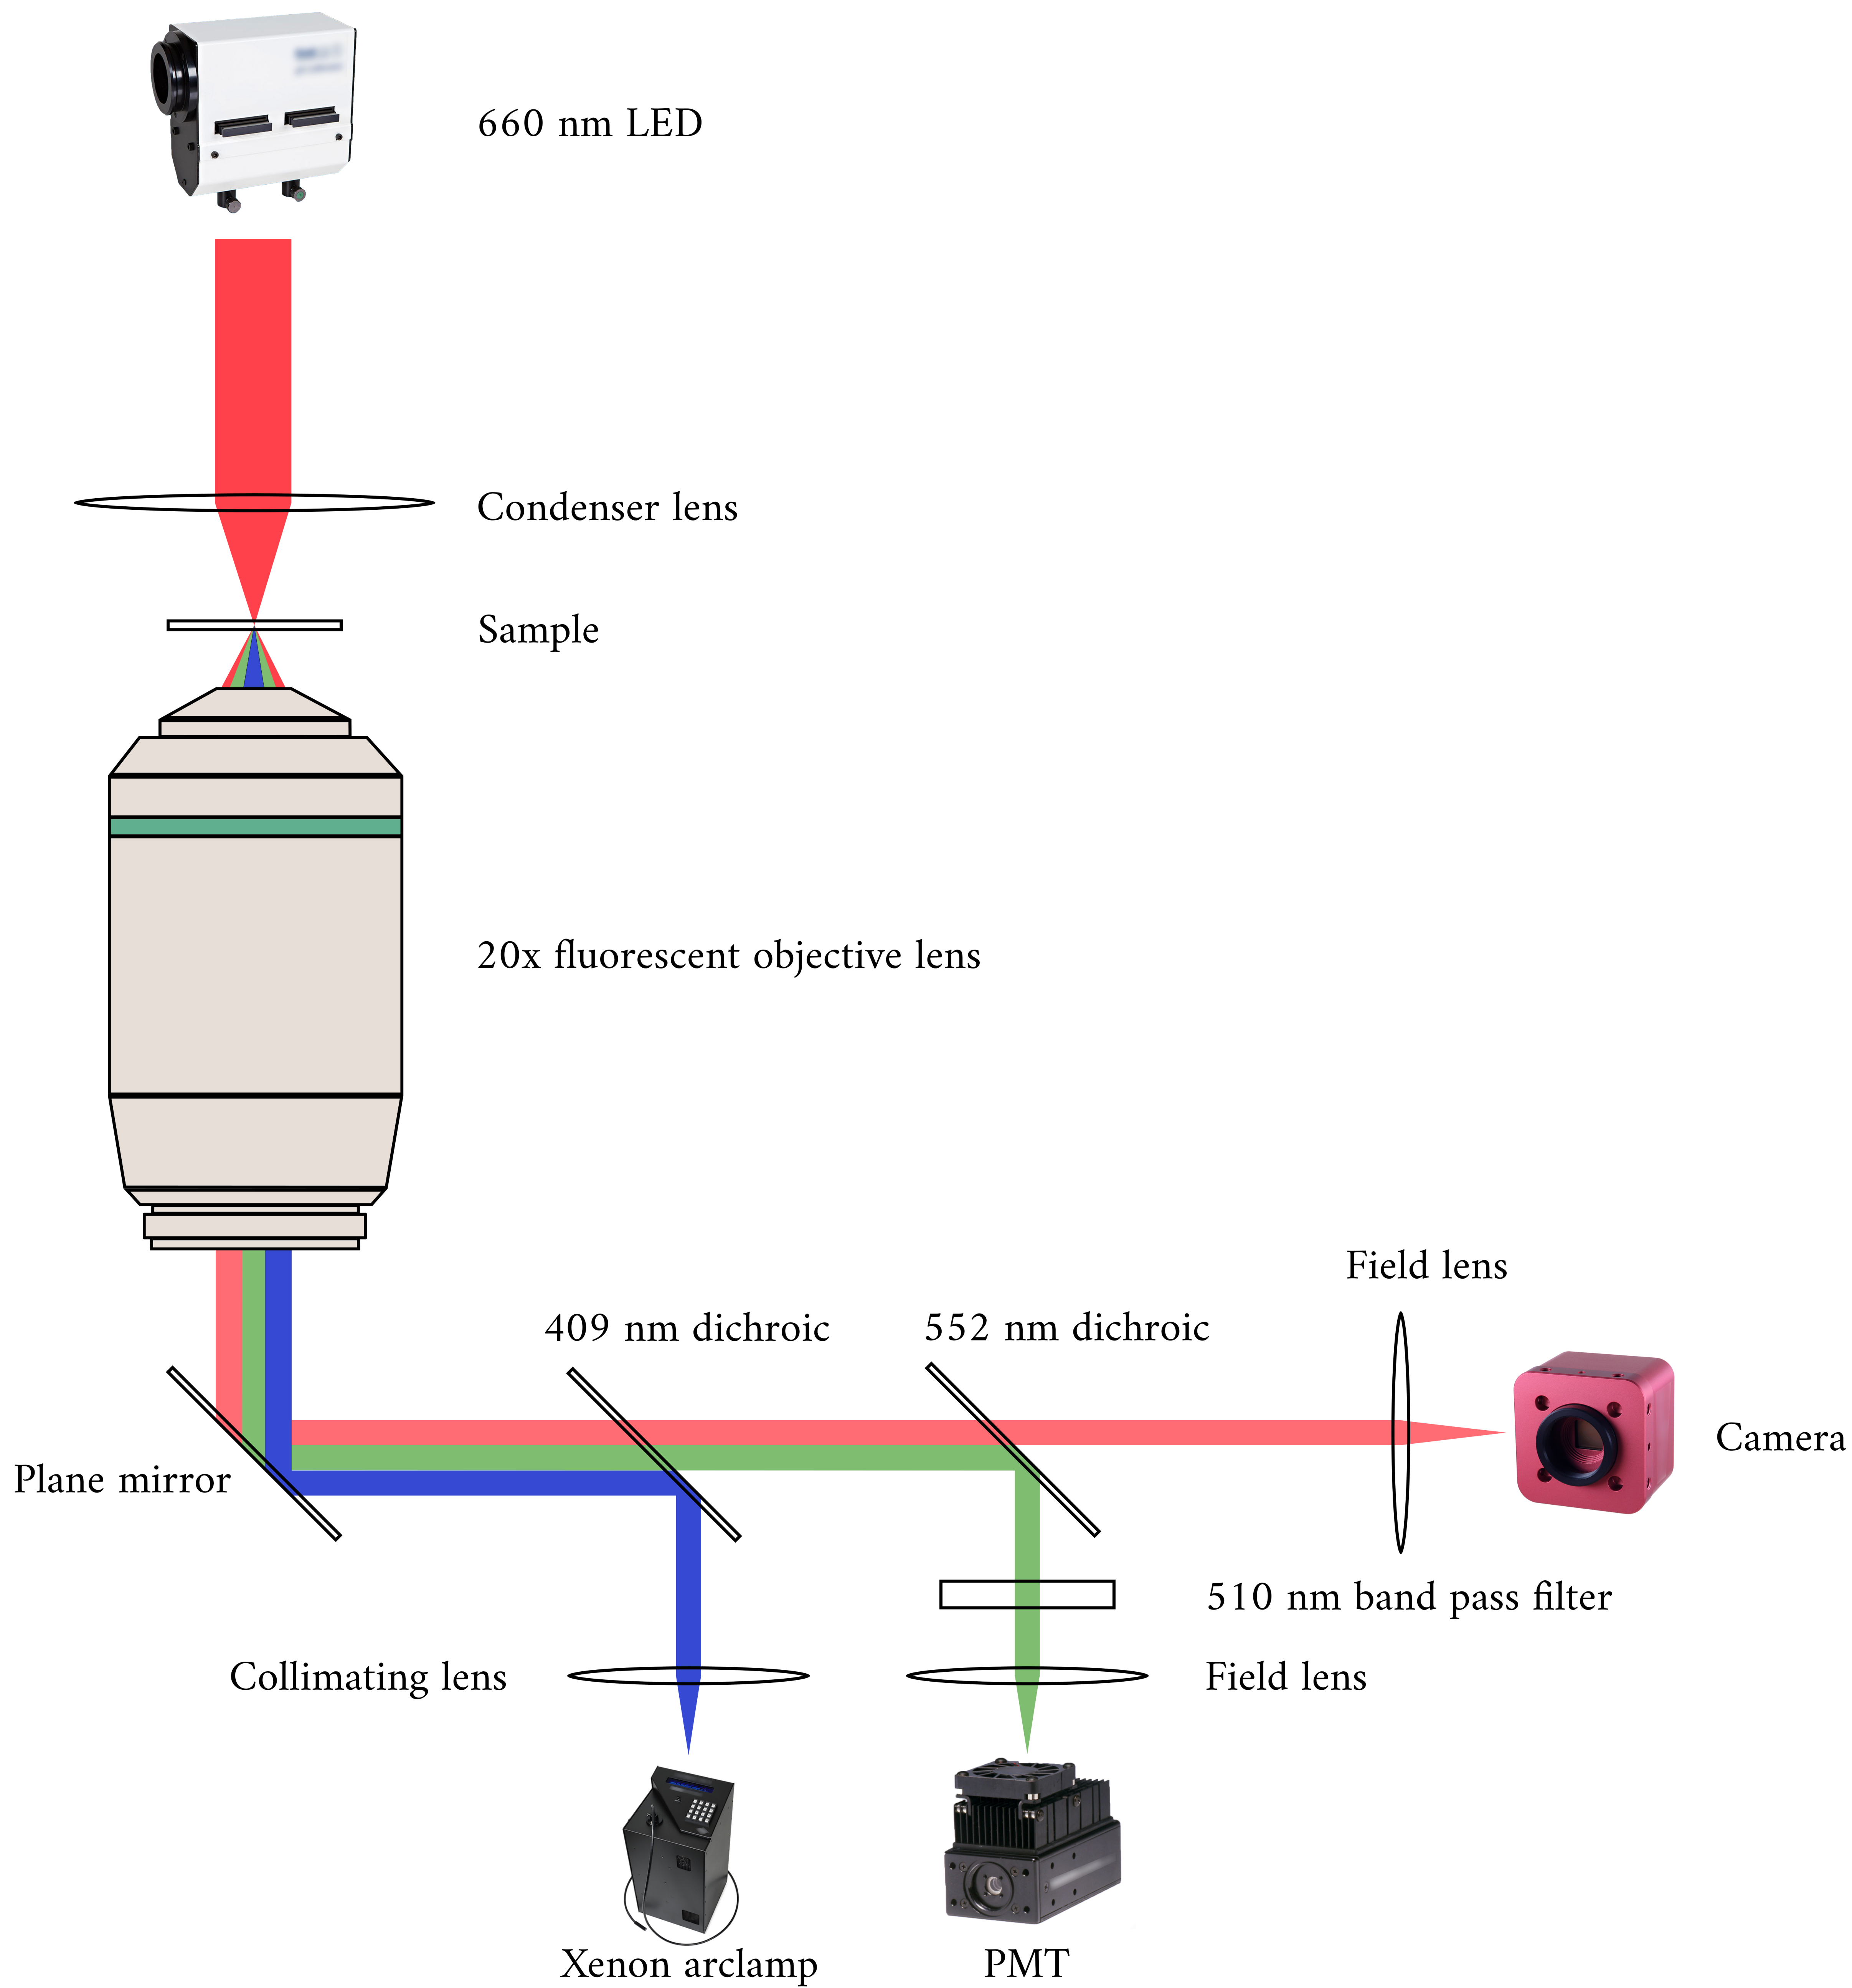 660 nm LED
Condenser lens
Sample
20x fluorescent objective lens
Field lens
409 nm dichroic
552 nm dichroic
Camera
Plane mirror
510 nm band pass filter
Collimating lens
Field lens
Xenon arclamp
PMT